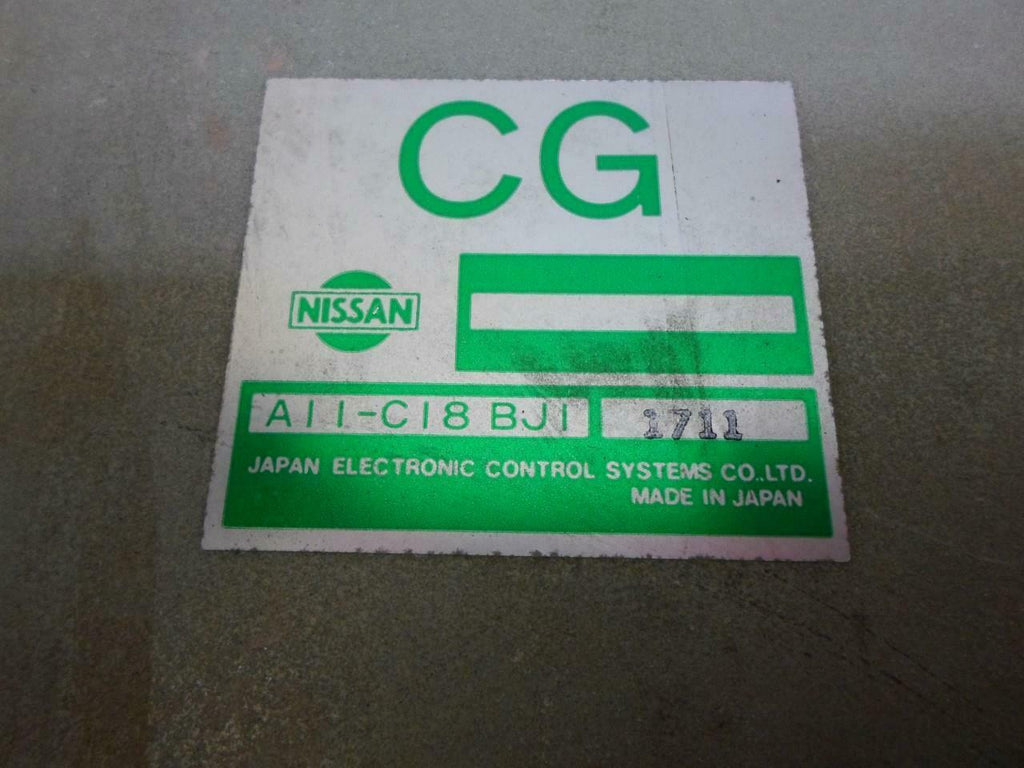 CG
NISSAN
A11-C18 BJ1 1711
JAPAN ELECTRONIC CONTROL SYSTEMS CO.,LTD.
MADE IN JAPAN